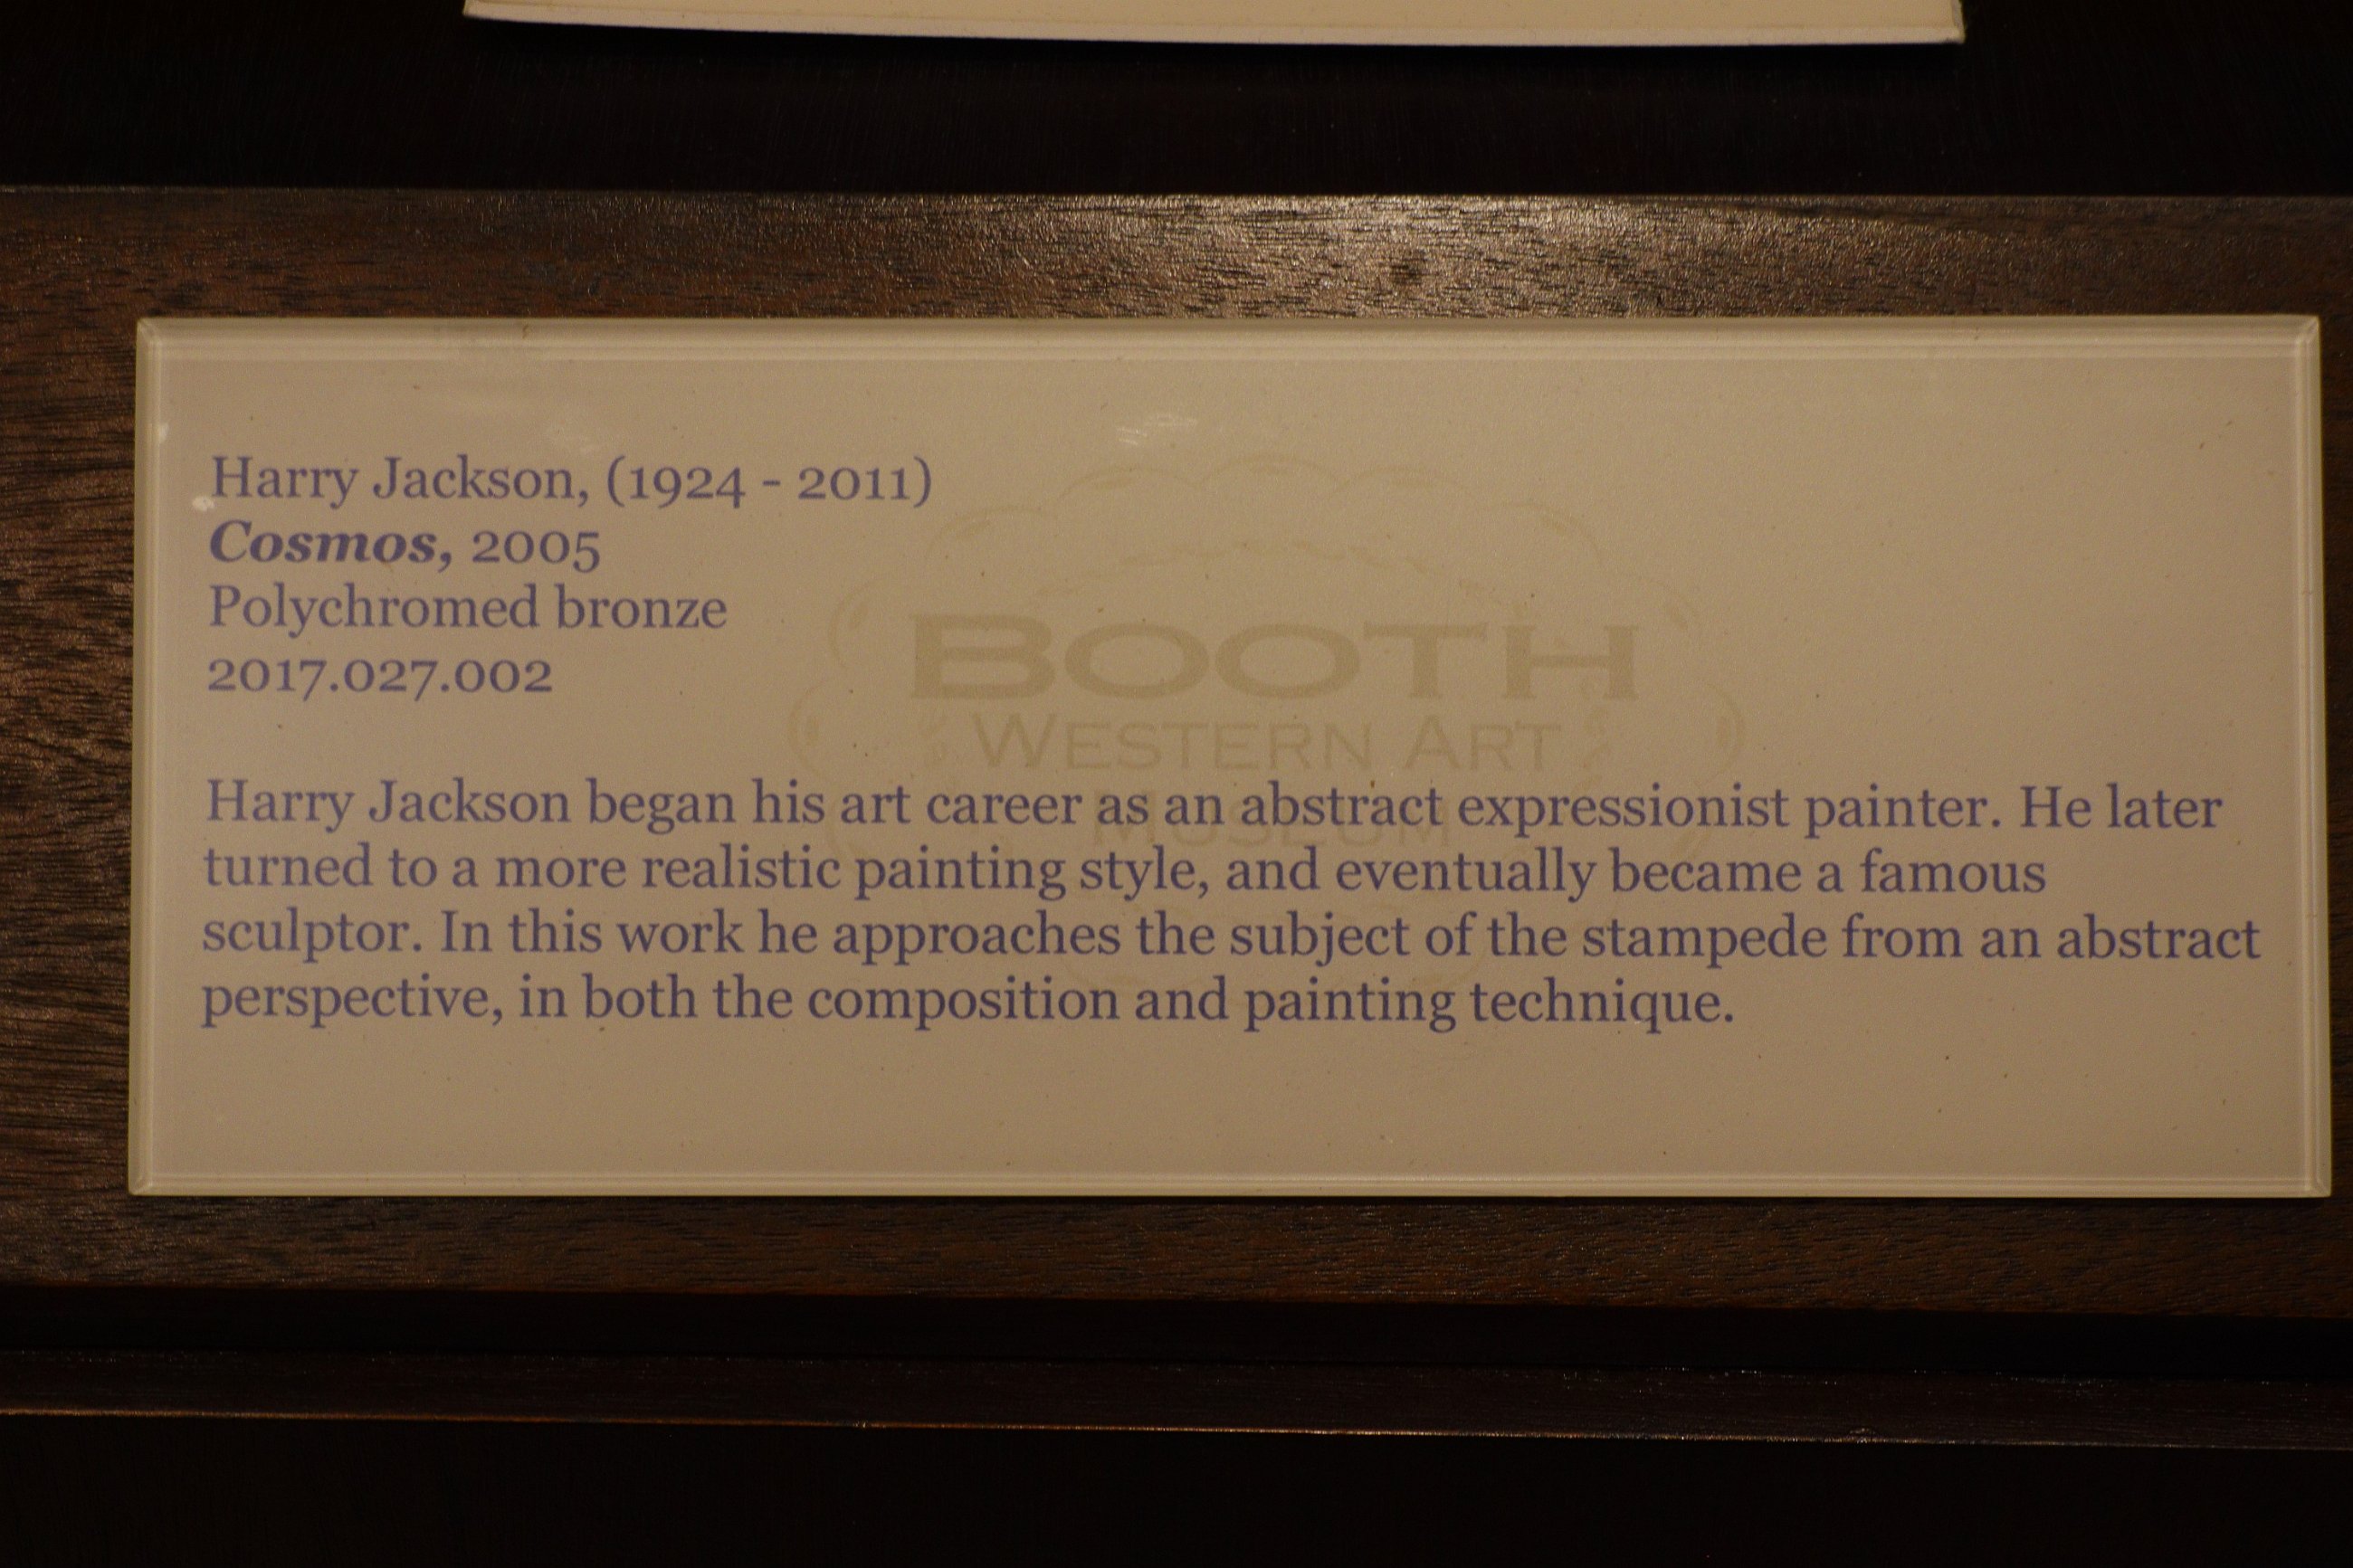 Harry Jackson, (1924 - 2011)
Cosmos, 2005
Polychromed bronze
2017.027.002
BOOTH
WESTERN ART
MUSEUM
Harry Jackson began his art career as an abstract expressionist painter. He later
turned to a more realistic painting style, and eventually became a famous
sculptor. In this work he approaches the subject of the stampede from an abstract
perspective, in both the composition and painting technique.